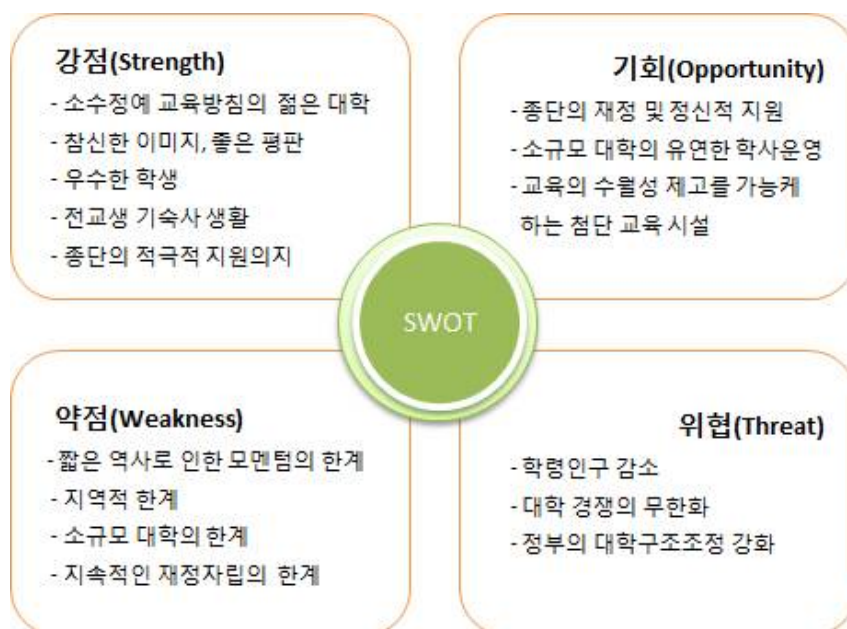 강점(Strength)
- 소수정예 교육방침의 젊은 대학
- 참신한 이미지, 좋은 평판
- 우수한 학생
- 전교생 기숙사 생활
- 종단의 적극적 지원의지
기회(Opportunity)
- 종단의 재정 및 정신적 지원
- 소규모 대학의 유연한 학사운영
- 교육의 수월성 제고를 가능케
하는 첨단 교육 시설
SWOT
약점(Weakness)
- 짧은 역사로 인한 모멘텀의 한계
- 지역적 한계
- 소규모 대학의 한계
- 지속적인 재정자립의 한계
위협(Threat)
- 학령인구 감소
- 대학 경쟁의 무한화
- 정부의 대학구조조정 강화